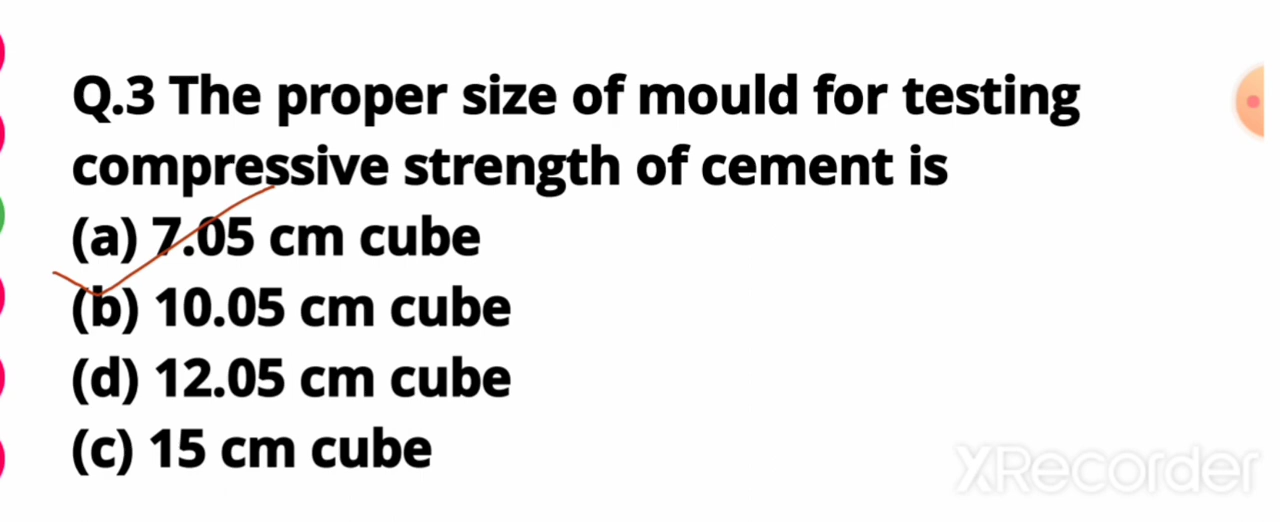 Q.3 The proper size of mould for testing
compressive strength of cement is
(a) 7.05 cm cube
(b) 10.05 cm cube
(d) 12.05 cm cube
(c) 15 cm cube
XRecorder